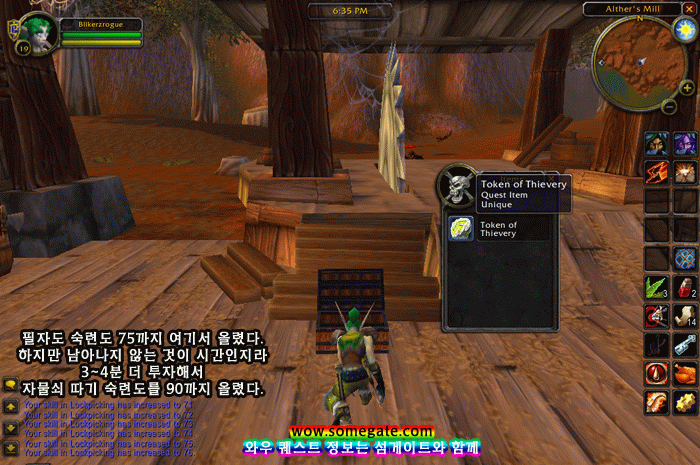 6:35 PM
Alther's Mill
Blikerzrogue
N
19
Token of Thievery
Quest Item
Unique
Token of
Thievery
3
2
14
필자도 숙련도 75까지 여기서 올렸다.
하지만 남아나지 않는 것이 시간인지라
3~4분 더 투자해서
자물쇠 따기 숙련도를 90까지 올렸다.
Your skill in Lockpicking has increased to 71
Your skill in Lockpicking has increased to 72
Your skill in Lockpicking has increased to 73
Your skill in Lockpicking has increased to 74
Your skill in Lockpicking has increased to 75.
Your skill in Lockpicking has increased to 76.
www.somegate.com
와우 퀘스트 정보는 섬게이트와 함께